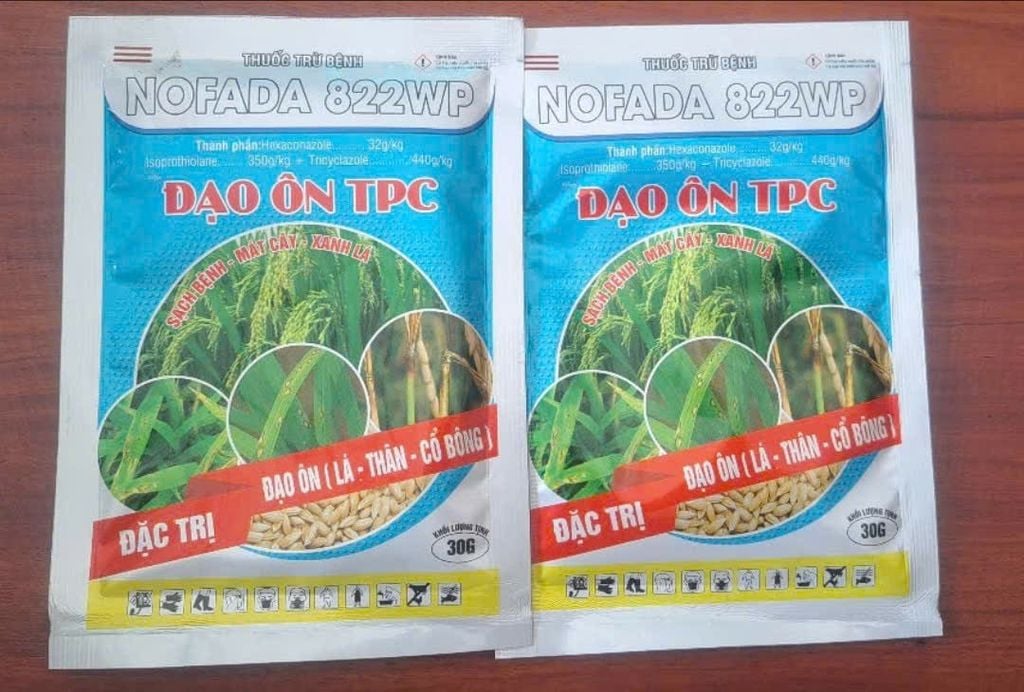 THUỐC TRỪ BỆNH
NOFADA 822WP
Thành phần:Hexaconazole.......... 32g/kg
Isoprothiolane....... 350g/kg + Tricyclazole............440g/kg
ĐẠO ÔN TPC
SẠCH BỆNH - MÁT CÂY - XANH LÁ
ĐẠO ÔN ( LÁ - THÂN - CỔ BÔNG )
ĐẶC TRỊ
KHỐI LƯỢNG TỊNH
30G
THUỐC TRỪ BỆNH
NOFADA 822WP
Thành phần:Hexaconazole.......... 32g/kg
Isoprothiolane.......350g/kg – Tricyclazole............440g/kg
ĐẠO ÔN TPC
SẠCH BỆNH - MÁT CÂY - XANH LÁ
ĐẠO ÔN ( LÁ - THÂN - CỔ BÔNG )
ĐẶC TRỊ
KHỐI LƯỢNG TỊNH
30G